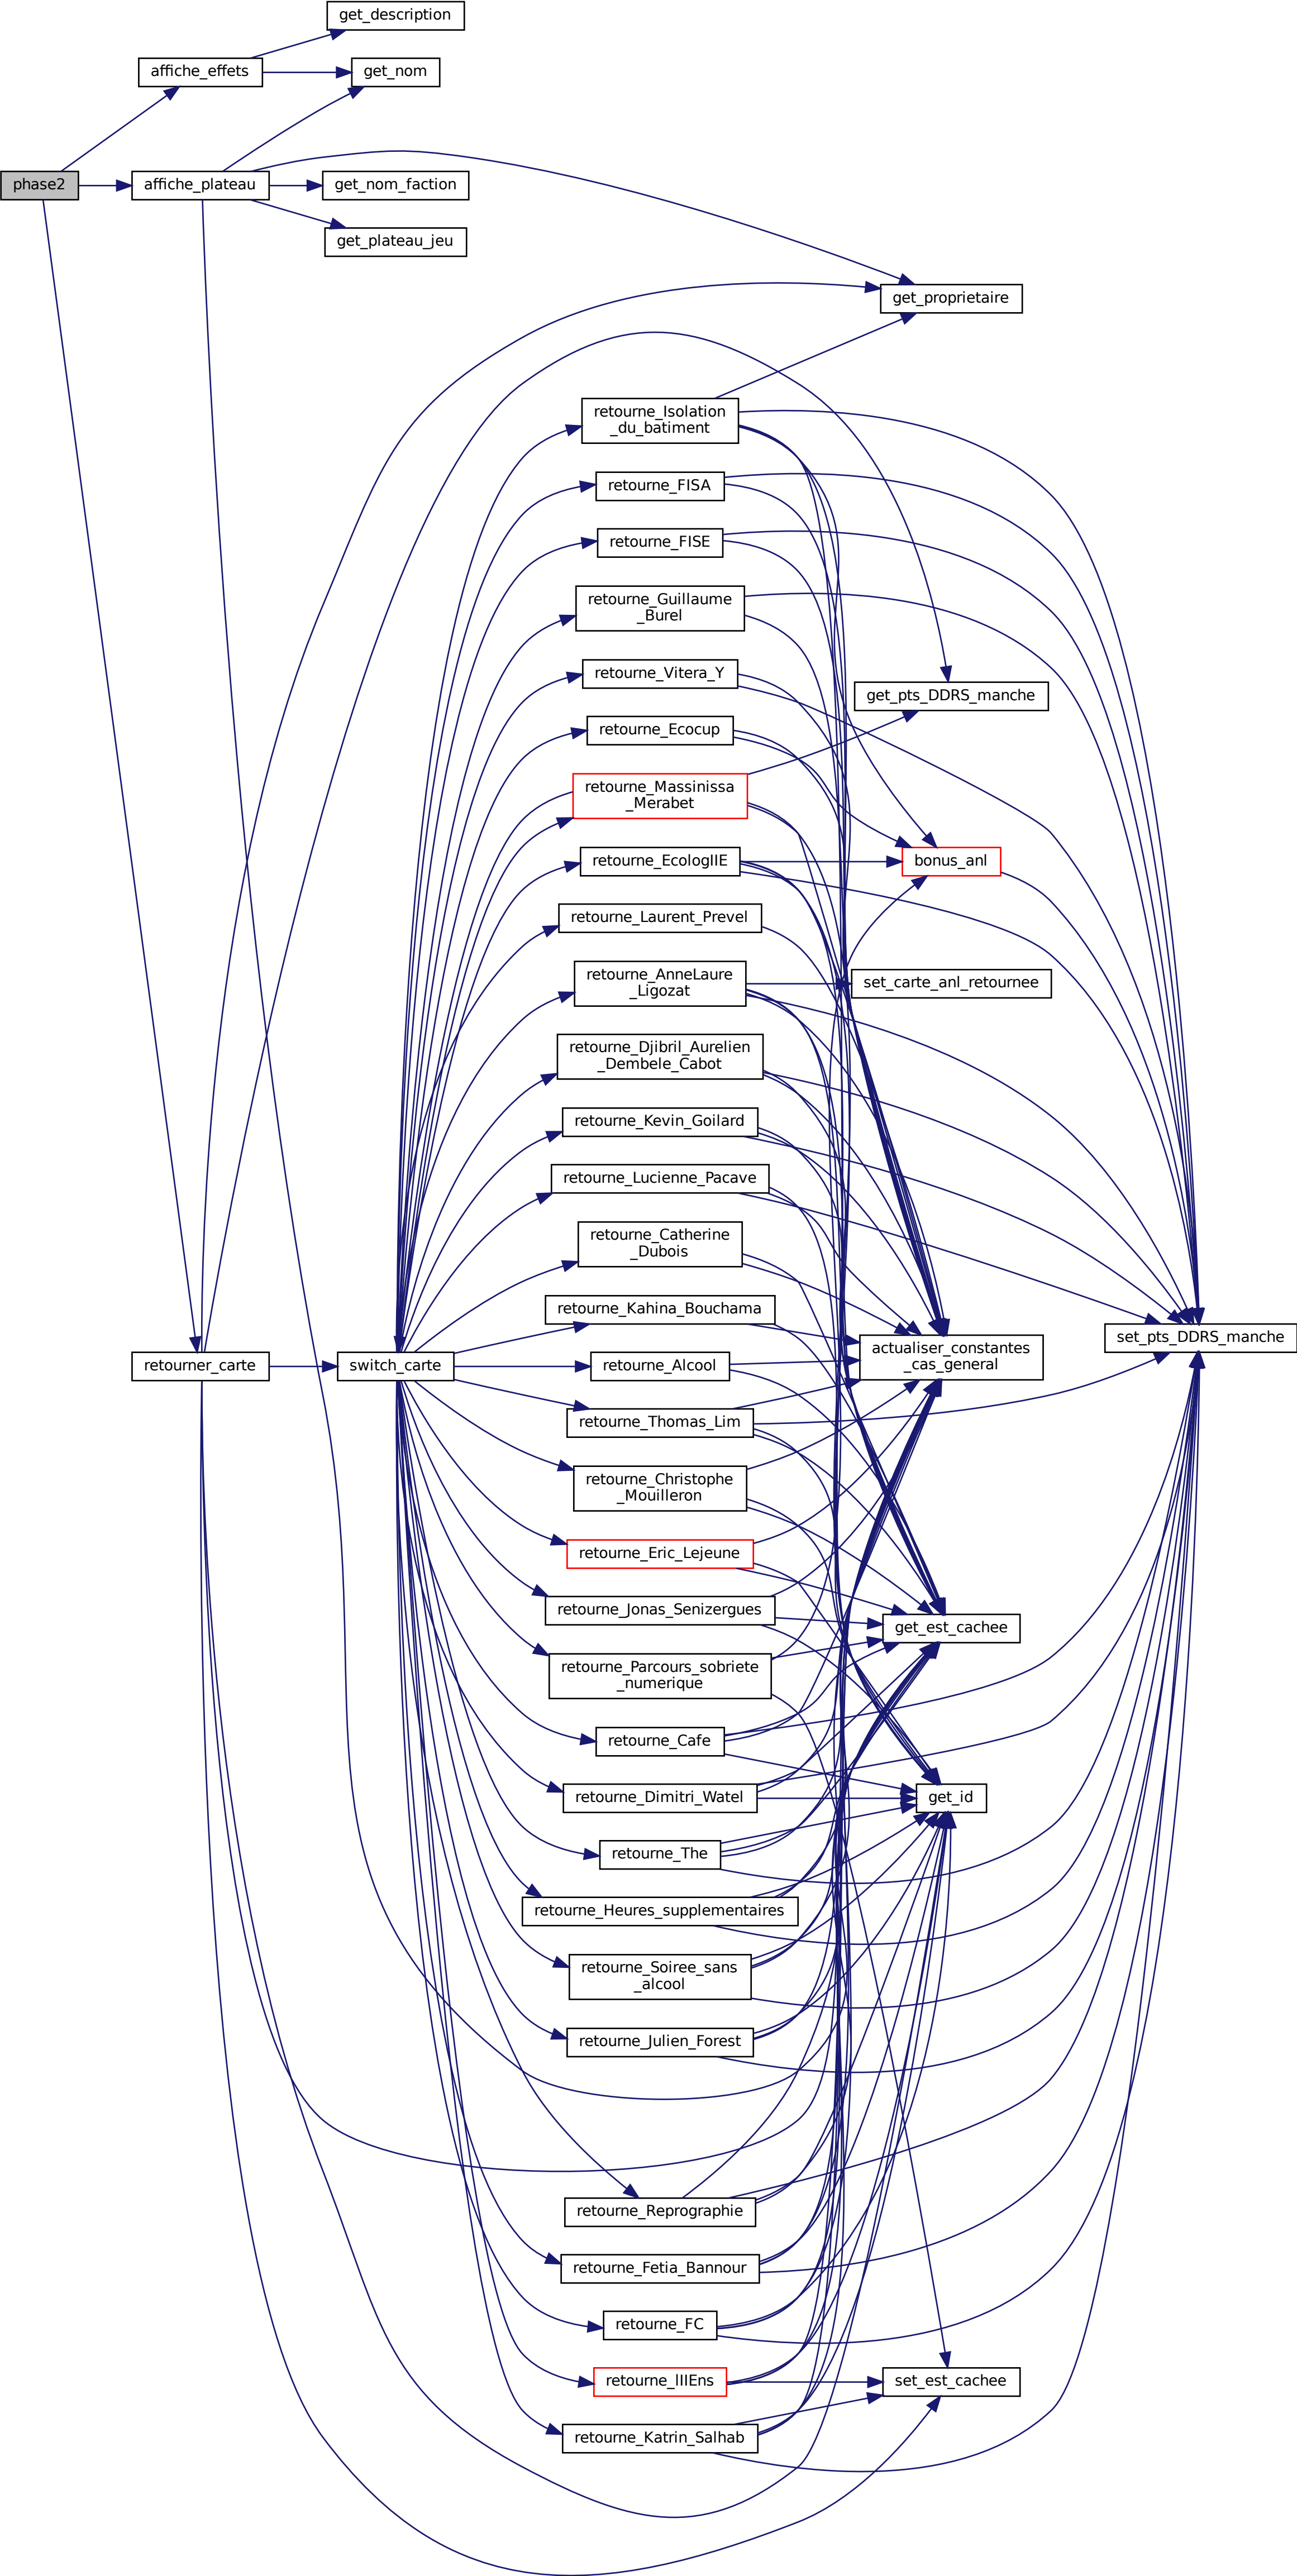 get_description
affiche_effets
get_nom
phase2
affiche_plateau
get_nom_faction
get_plateau_jeu
get_proprietaire
retourne_Isolation
_du_batiment
retourne_FISA
retourne_FISE
retourne_Guillaume
_Burel
retourne_Vitera_Y
get_pts_DDRS_manche
retourne_Ecocup
retourne_Massinissa
_Merabet
retourne_EcologIIE
bonus_anl
retourne_Laurent_Prevel
retourne_AnneLaure
_Ligozat
set_carte_anl_retournee
retourne_Djibril_Aurelien
_Dembele_Cabot
retourne_Kevin_Goilard
retourne_Lucienne_Pacave
retourne_Catherine
_Dubois
retourne_Kahina_Bouchama
set_pts_DDRS_manche
actualiser_constantes
_cas_general
retourner_carte
switch_carte
retourne_Alcool
retourne_Thomas_Lim
retourne_Christophe
_Mouilleron
retourne_Eric_Lejeune
retourne_Jonas_Senizergues
get_est_cachee
retourne_Parcours_sobriete
_numerique
retourne_Cafe
retourne_Dimitri_Watel
get_id
retourne_The
retourne_Heures_supplementaires
retourne_Soiree_sans
_alcool
retourne_Julien_Forest
retourne_Reprographie
retourne_Fetia_Bannour
retourne_FC
retourne_IIIEns
set_est_cachee
retourne_Katrin_Salhab